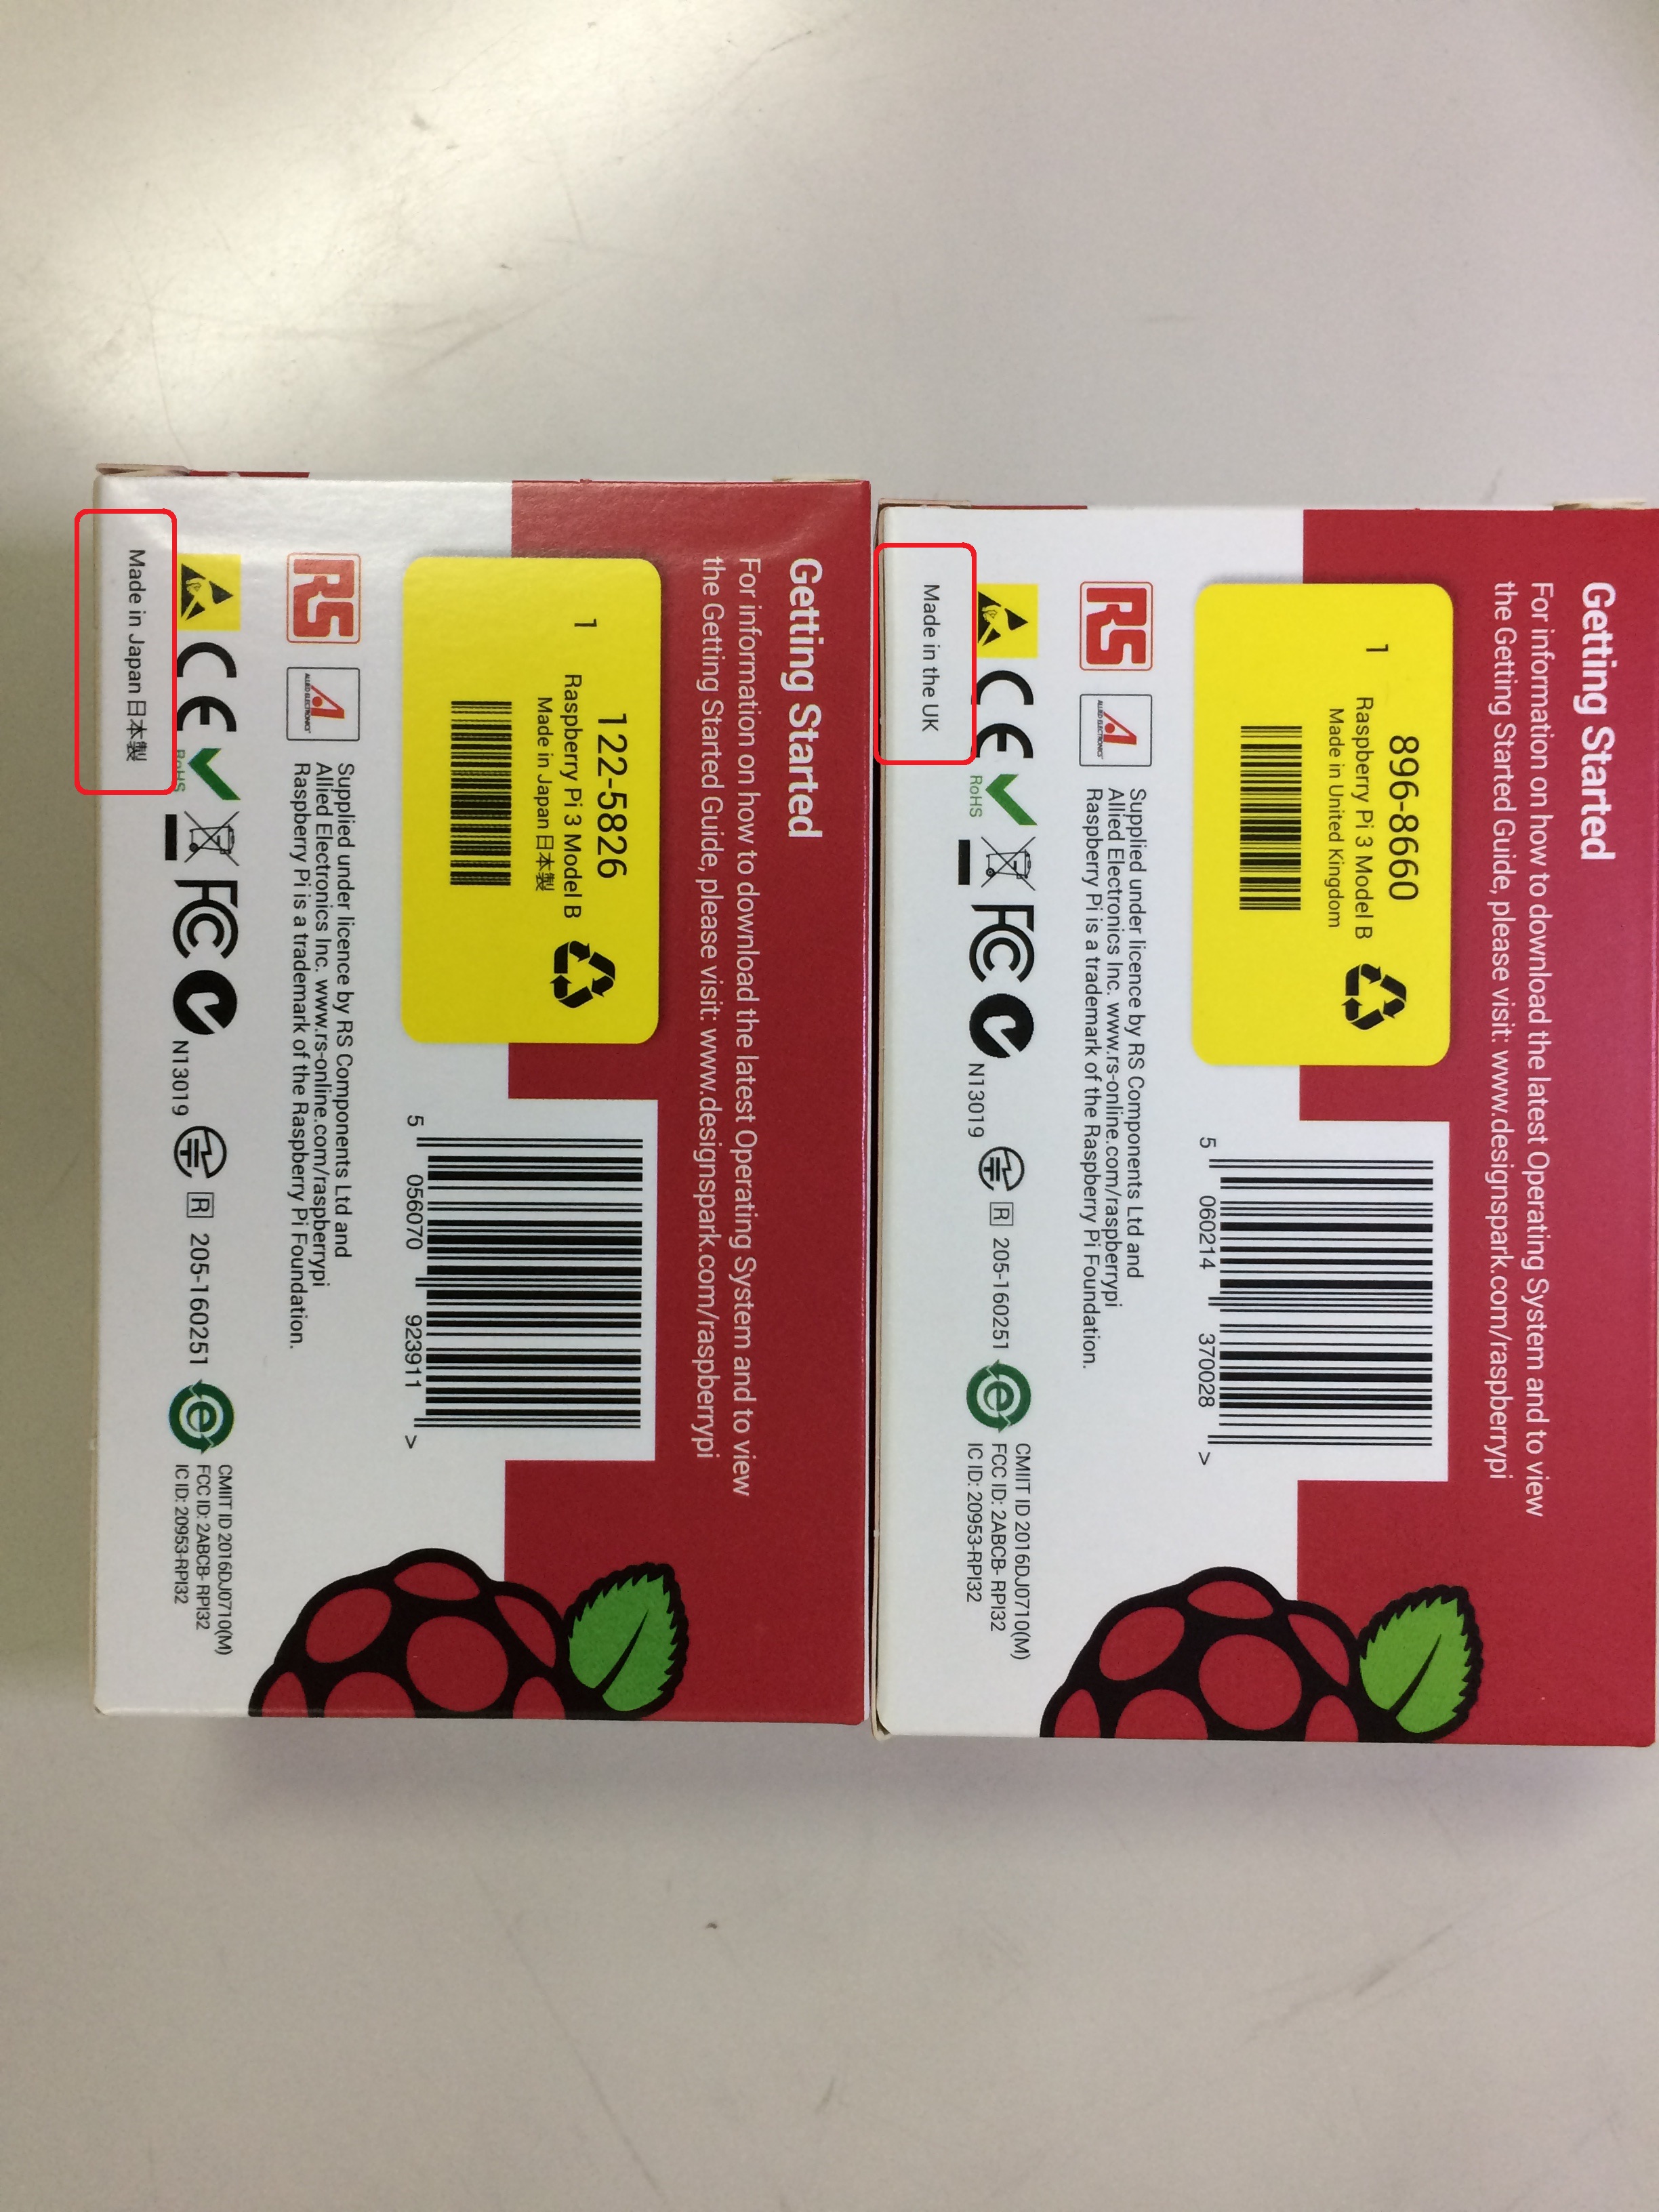 Getting Started
For information on how to download the latest Operating System and to view
the Getting Started Guide, please visit: www.designspark.com/raspberrypi
896-8660
1
Raspberry Pi 3 Model B
Made in United Kingdom
5 060214 370028 >
RS
ALLIED ELECTRONICS
Supplied under licence by RS Components Ltd and
Allied Electronics Inc. www.rs-online.com/raspberrypi
Raspberry Pi is a trademark of the Raspberry Pi Foundation.
CE
RoHS
FC
N13019
R 205-160251
e
CMIIT ID 2016DJ0710(M)
FCC ID: 2ABCB- RPI32
IC ID: 20953-RPI32
Made in the UK
Getting Started
For information on how to download the latest Operating System and to view
the Getting Started Guide, please visit: www.designspark.com/raspberrypi
122-5826
1
Raspberry Pi 3 Model B
Made in Japan 日本製
5 056070 923911 >
RS
ALLIED ELECTRONICS
Supplied under licence by RS Components Ltd and
Allied Electronics Inc. www.rs-online.com/raspberrypi
Raspberry Pi is a trademark of the Raspberry Pi Foundation.
CE
RoHS
FC
N13019
R 205-160251
e
CMIIT ID 2016DJ0710(M)
FCC ID: 2ABCB- RPI32
IC ID: 20953-RPI32
Made in Japan 日本製